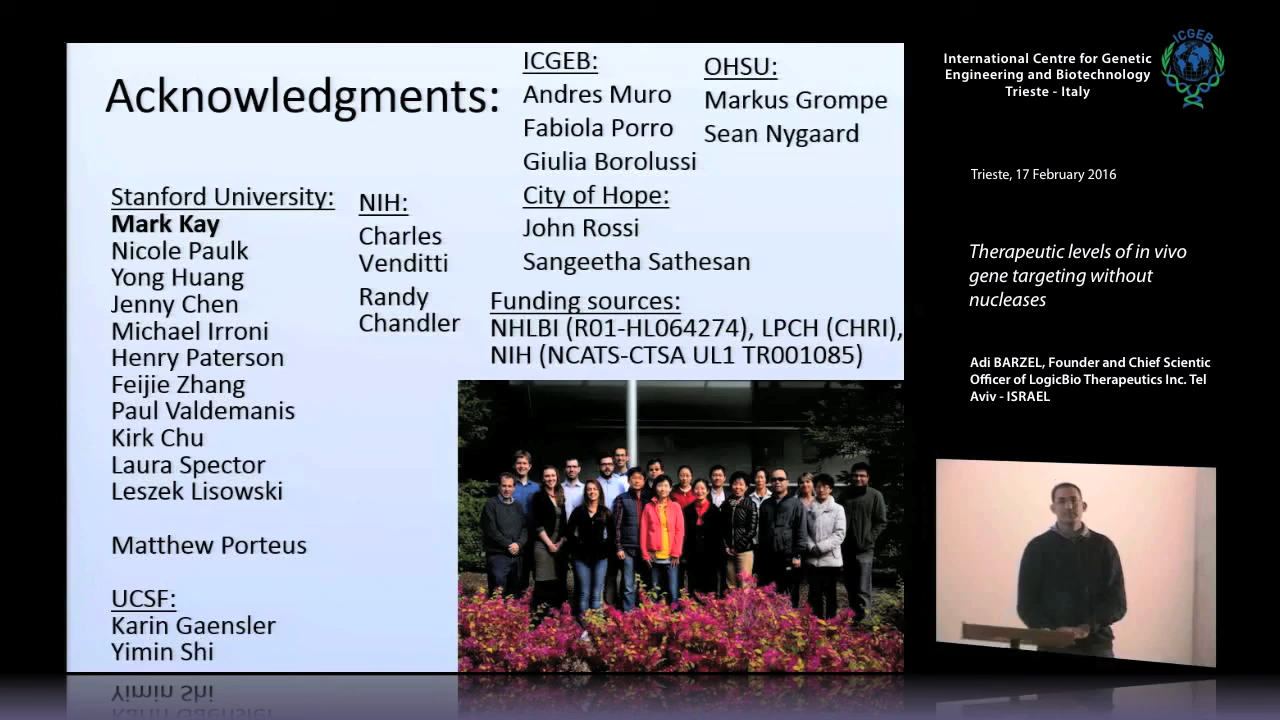 Acknowledgments:
Stanford University:
Mark Kay
Nicole Paulk
Yong Huang
Jenny Chen
Michael Irroni
Henry Paterson
Feijie Zhang
Paul Valdemanis
Kirk Chu
Laura Spector
Leszek Lisowski
Matthew Porteus
UCSF:
Karin Gaensler
Yimin Shi
NIH:
Charles
Venditti
Randy
Chandler
ICGEB:
Andres Muro
Fabiola Porro
Giulia Borolussi
City of Hope:
John Rossi
Sangeetha Sathesan
OHSU:
Markus Grompe
Sean Nygaard
Funding sources:
NHLBI (R01-HL064274), LPCH (CHRI),
NIH (NCATS-CTSA UL1 TR001085)
International Centre for Genetic
Engineering and Biotechnology
Trieste - Italy
ICGEB
Trieste, 17 February 2016
Therapeutic levels of in vivo
gene targeting without
nucleases
Adi BARZEL, Founder and Chief Scientic
Officer of LogicBio Therapeutics Inc. Tel
Aviv - ISRAEL